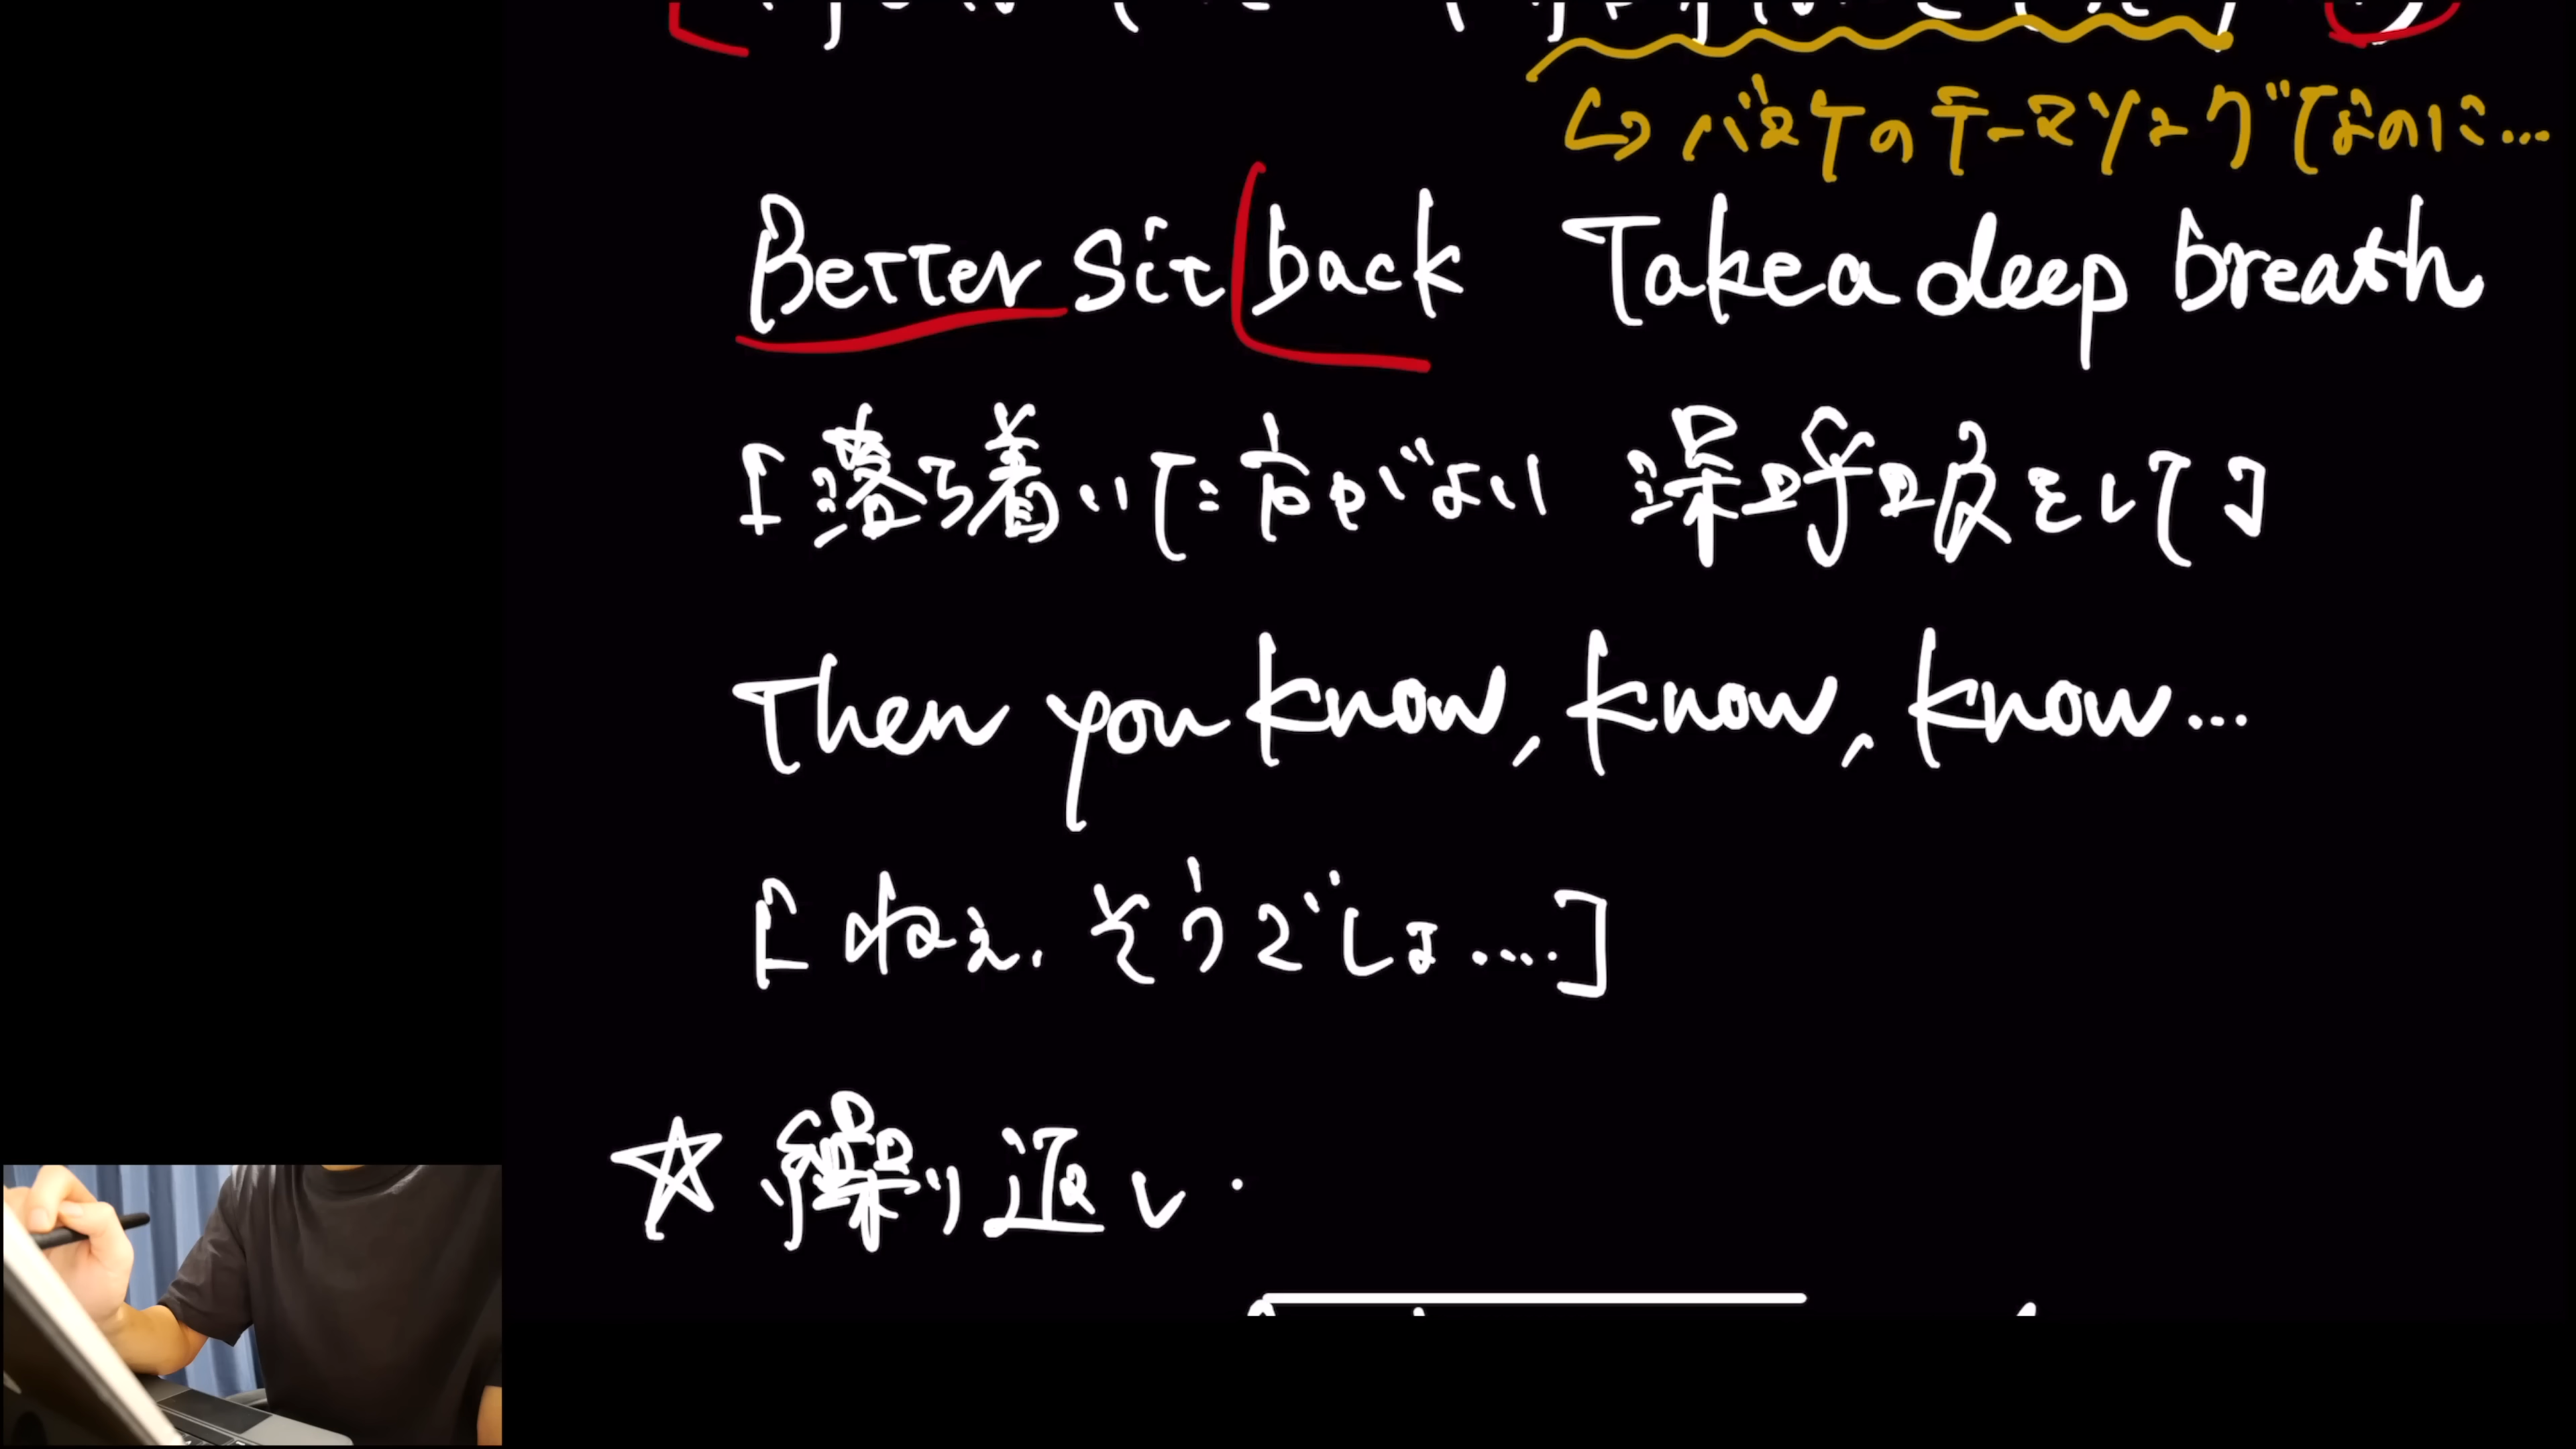 ↳ バスケのテーマソングなのに…
Better sit back Take a deep breath
「落ち着いた方がよい 深呼吸をして」
Then you know, know, know...
[ ねぇ、そうでしょ....]
☆ 繰り返し・